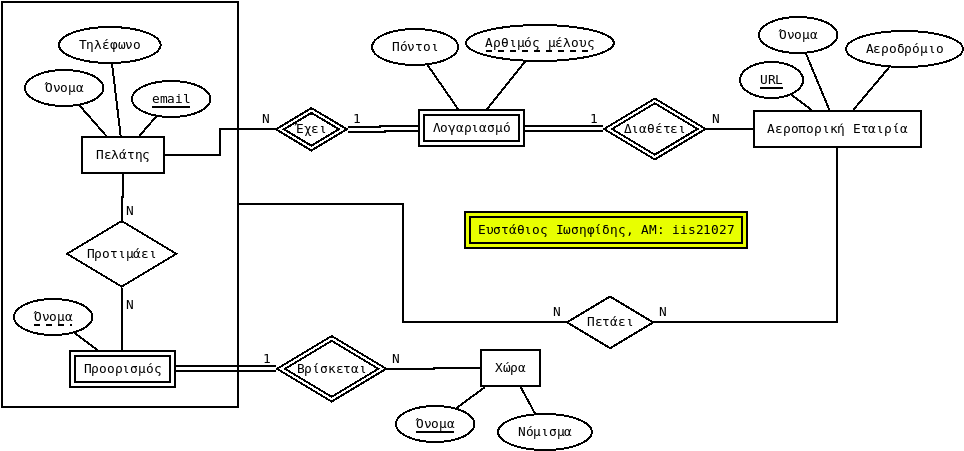 Τηλέφωνο
Όνομα
email
Πελάτης
N
Προτιμάει
N
Όνομα
Προορισμός
N
Έχει
1
Πόντοι
Αρθιμός μέλους
Λογαριασμό
1
Διαθέτει
N
Όνομα
URL
Αεροδρόμιο
Αεροπορική Εταιρία
Ευστάθιος Ιωσηφίδης, ΑΜ: iis21027
N
Πετάει
N
1
Βρίσκεται
N
Χώρα
Όνομα
Νόμισμα